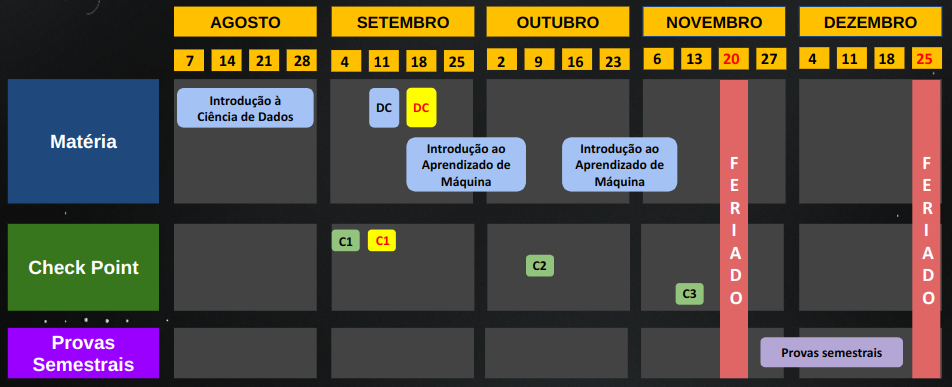 AGOSTO SETEMBRO OUTUBRO NOVEMBRO DEZEMBRO
7 14 21 28 4 11 18 25 2 9 16 23 6 13 20 27 4 11 18 25
Matéria
Introdução à
Ciência de Dados
DC DC
Introdução ao
Aprendizado de
Máquina
Introdução ao
Aprendizado de
Máquina
Check Point
C1 C1
C2
C3
Provas
Semestrais
Provas semestrais
F
E
R
I
A
D
O
F
E
R
I
A
D
O